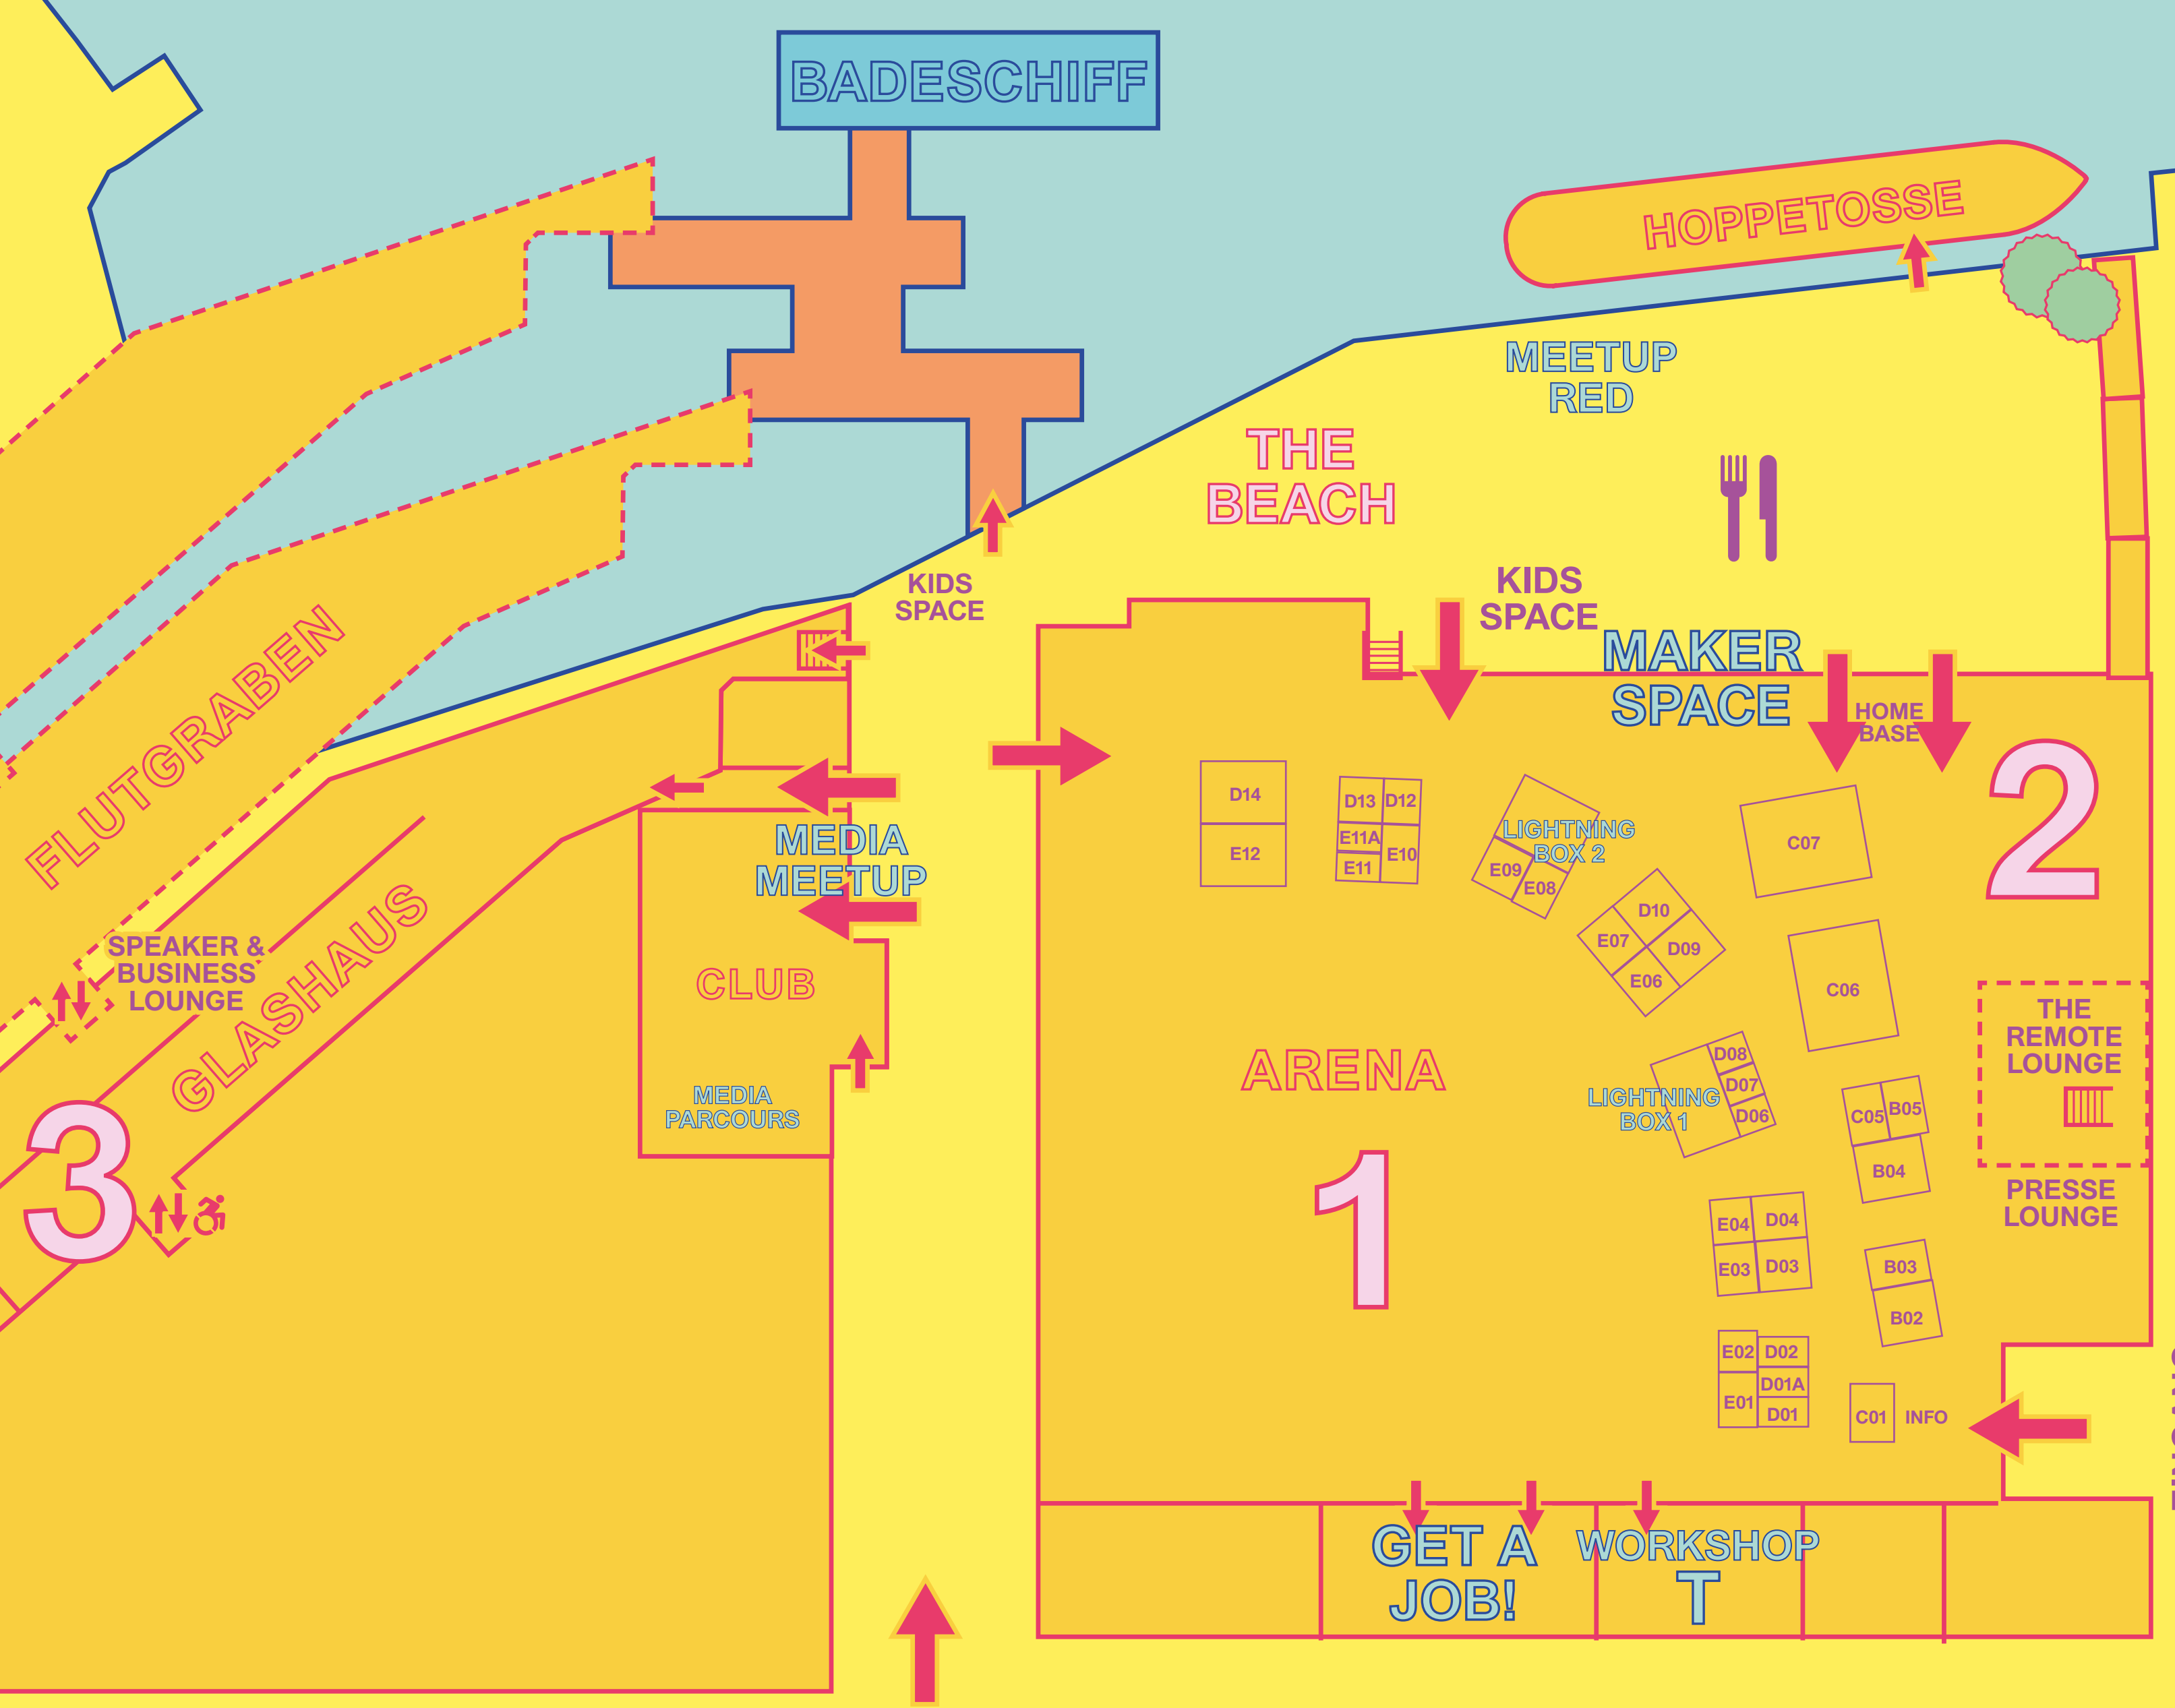 BADESCHIFF
HOPPETOSSE
MEETUP
RED
THE
BEACH
KIDS
SPACE
KIDS
SPACE
MAKER
SPACE
HOME
BASE
2
FLUTGRABEN
GLASHAUS
SPEAKER &
BUSINESS
LOUNGE
3
MEDIA
MEETUP
CLUB
MEDIA
PARCOURS
D14
E12
D13
D12
E11A
E11
E10
LIGHTNING
BOX 2
E09
E08
D10
E07
D09
E06
C07
C06
ARENA
1
LIGHTNING
BOX 1
D08
D07
D06
C05
B05
B04
THE
REMOTE
LOUNGE
PRESSE
LOUNGE
E04
D04
E03
D03
B03
B02
E02
D02
D01A
E01
D01
C01
INFO
GET A
JOB!
WORKSHOP
T